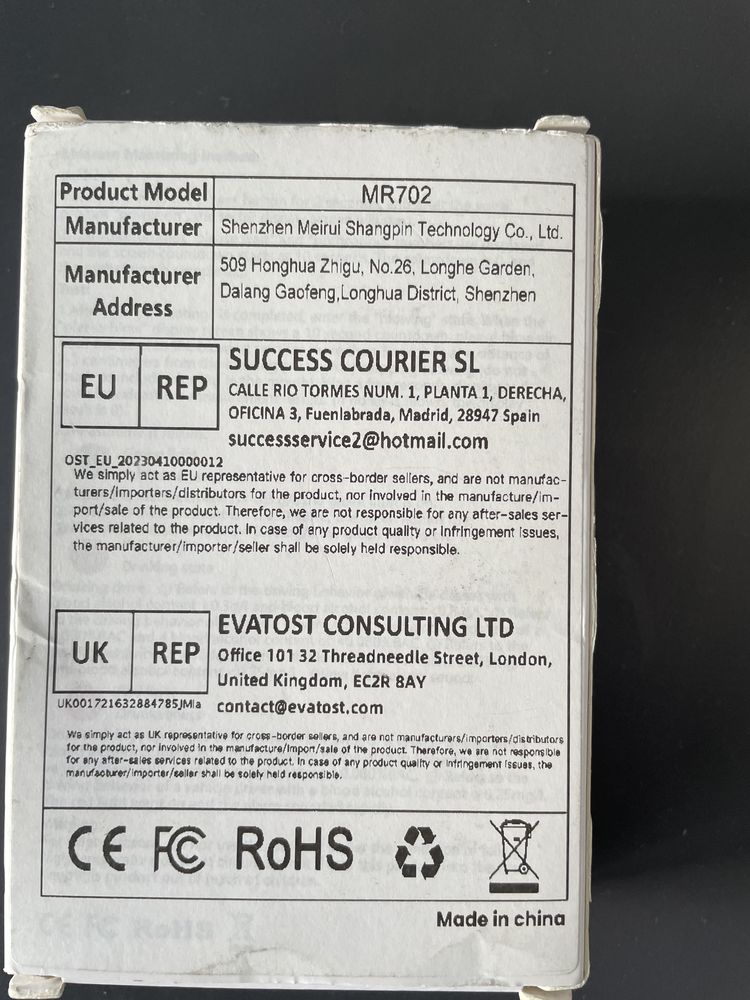 Product Model MR702
Manufacturer Shenzhen Meirui Shangpin Technology Co., Ltd.
Manufacturer Address 509 Honghua Zhigu, No.26, Longhe Garden,
Dalang Gaofeng,Longhua District, Shenzhen
EU REP
SUCCESS COURIER SL
CALLE RIO TORMES NUM. 1, PLANTA 1, DERECHA,
OFICINA 3, Fuenlabrada, Madrid, 28947 Spain
successservice2@hotmail.com
OST_EU_20230410000012
We simply act as EU representative for cross-border sellers, and are not manufac-
turers/importers/distributors for the product, nor involved in the manufacture/im-
port/sale of the product. Therefore, we are not responsible for any after-sales ser-
vices related to the product. In case of any product quality or infringement issues,
the manufacturer/importer/seller shall be solely held responsible.
UK REP
EVATOST CONSULTING LTD
Office 101 32 Threadneedle Street, London,
United Kingdom, EC2R 8AY
UK001721632884785JMla contact@evatost.com
We simply act as UK representative for cross-border sellers, and are not manufacturers/importers/distributors
for the product, nor involved in the manufacture/import/sale of the product. Therefore, we are not responsible
for any after-sales services related to the product. In case of any product quality or infringement issues, the
manufacturer/importer/seller shall be solely held responsible.
CE FC RoHS
Made in china